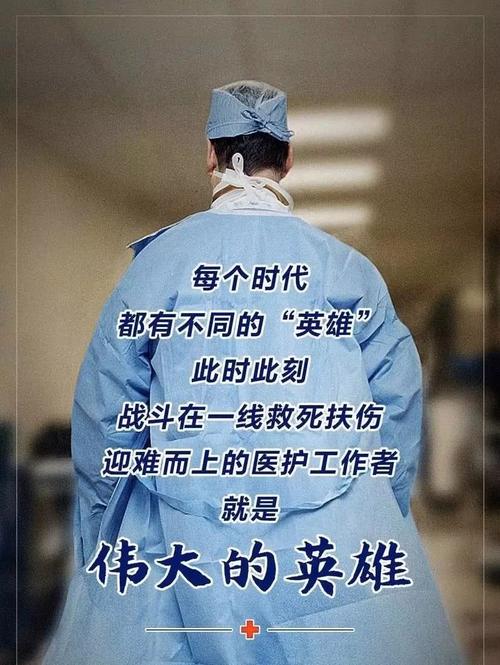 每个时代
都有不同的“英雄”
此时此刻
战斗在一线救死扶伤
迎难而上的医护工作者
就是
伟大的英雄